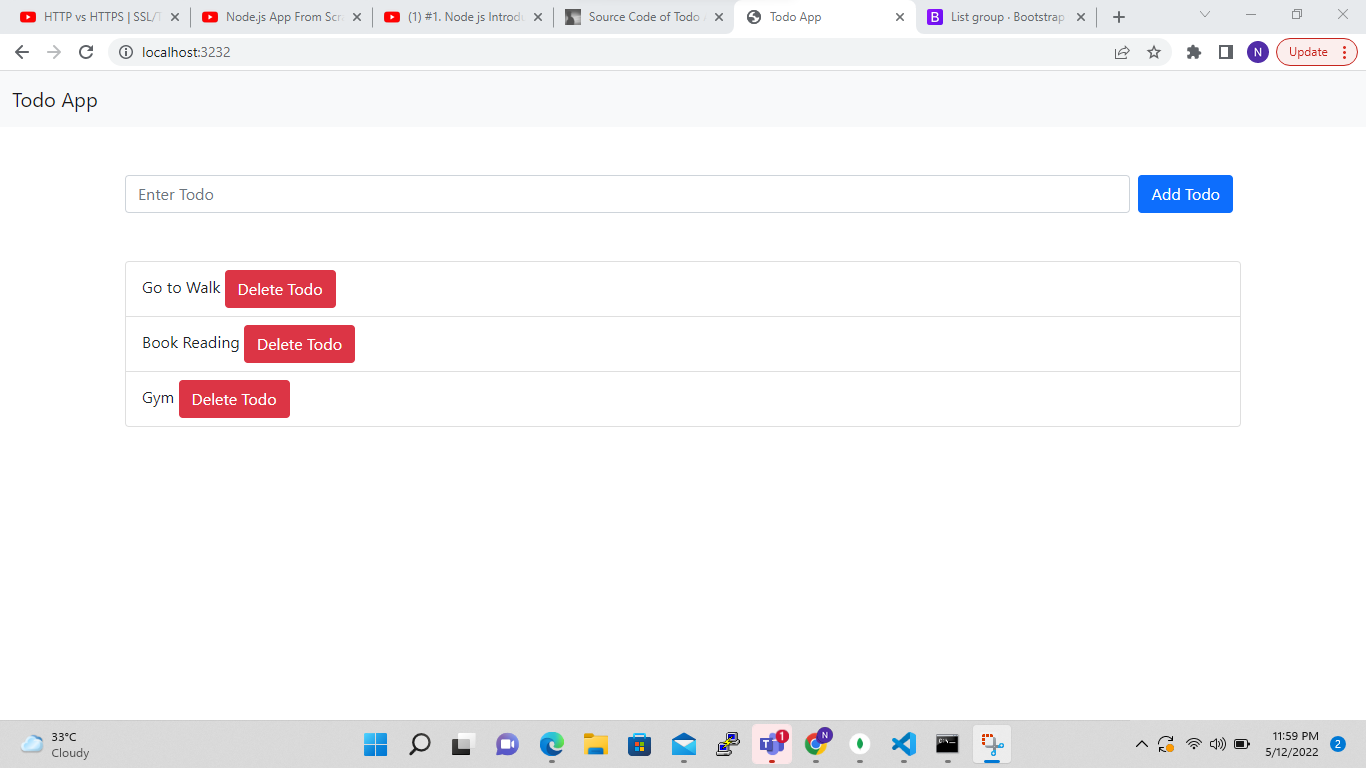 HTTP vs HTTPS | SSL/T
Node.js App From Scr
(1) #1. Node js Introdu
Source Code of Todo
Todo App
List group · Bootstrap
localhost:3232
N
Update
Todo App
Enter Todo
Add Todo
Go to Walk Delete Todo
Book Reading Delete Todo
Gym Delete Todo
33°C
Cloudy
1
N
11:59 PM
5/12/2022
2